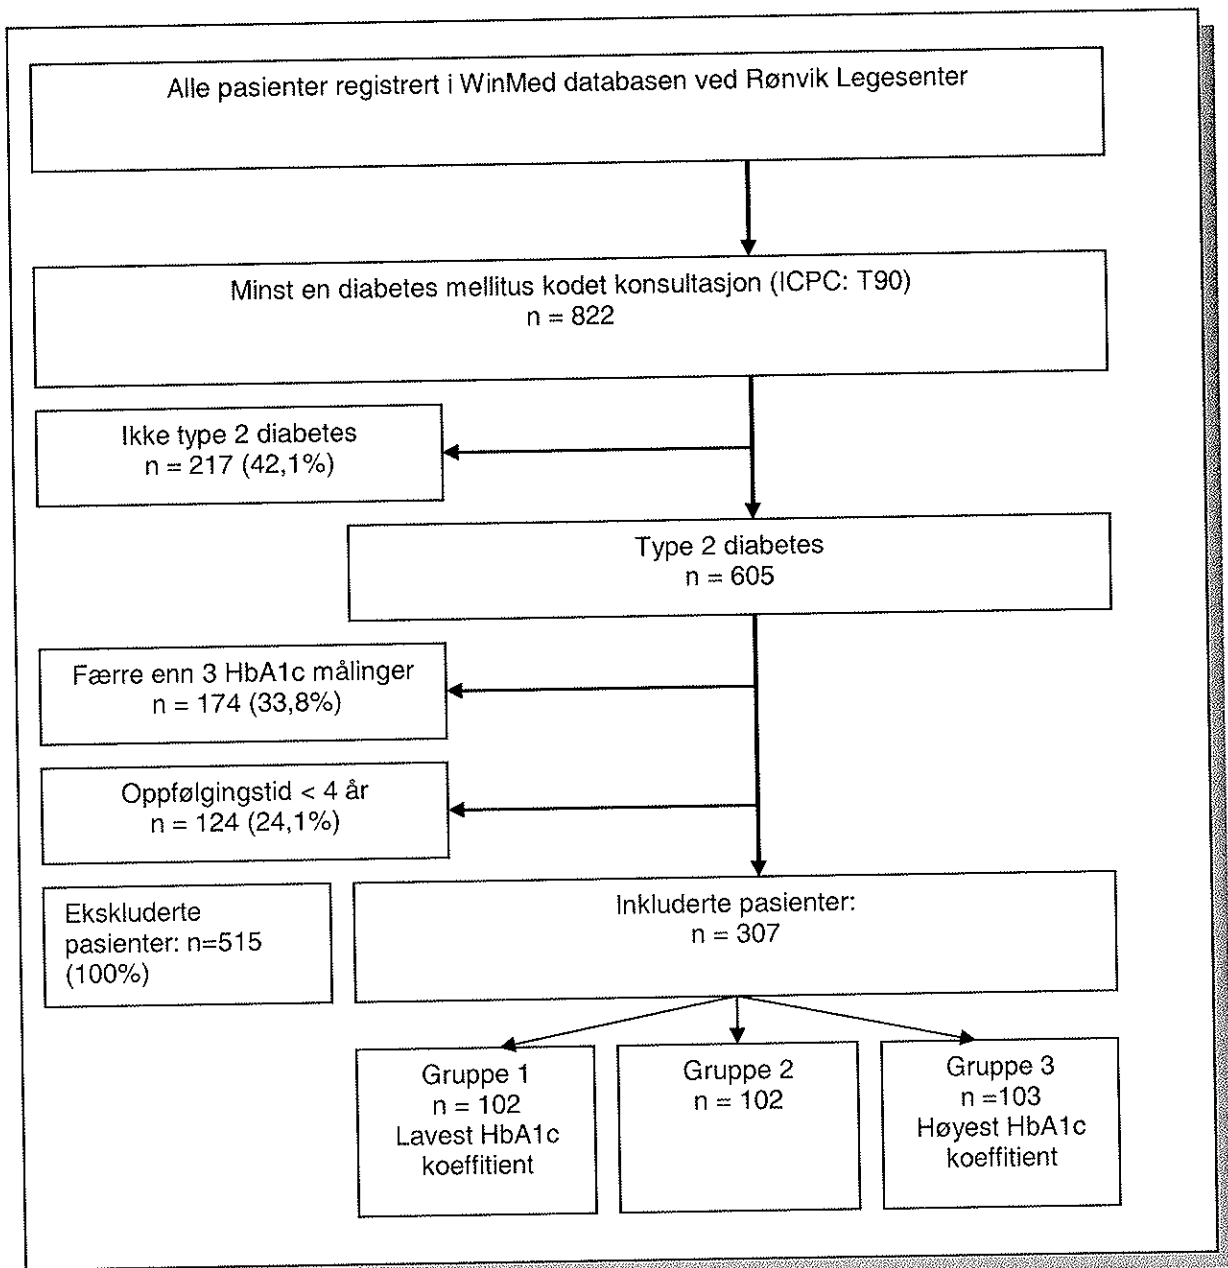 Alle pasienter registrert i WinMed databasen ved Rønvik Legesenter
Minst en diabetes mellitus kodet konsultasjon (ICPC: T90)
n = 822
Ikke type 2 diabetes
n = 217 (42,1%)
Type 2 diabetes
n = 605
Færre enn 3 HbA1c målinger
n = 174 (33,8%)
Oppfølgingstid < 4 år
n = 124 (24,1%)
Ekskluderte
pasienter: n=515
(100%)
Inkluderte pasienter:
n = 307
Gruppe 1
n = 102
Lavest HbA1c
koeffitient
Gruppe 2
n = 102
Gruppe 3
n =103
Høyest HbA1c
koeffitient